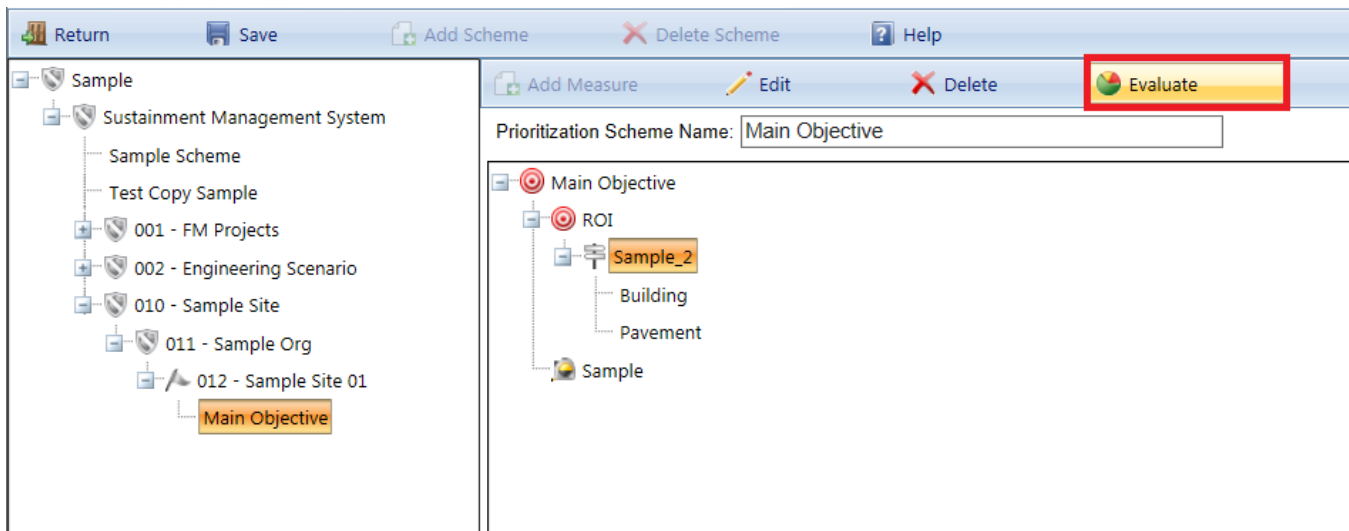 Return Save Add Scheme Delete Scheme Help
Sample
Sustainment Management System
Sample Scheme
Test Copy Sample
001 - FM Projects
002 - Engineering Scenario
010 - Sample Site
011 - Sample Org
012 - Sample Site 01
Main Objective
Add Measure Edit Delete Evaluate
Prioritization Scheme Name: Main Objective
Main Objective
ROI
Sample_2
Building
Pavement
Sample